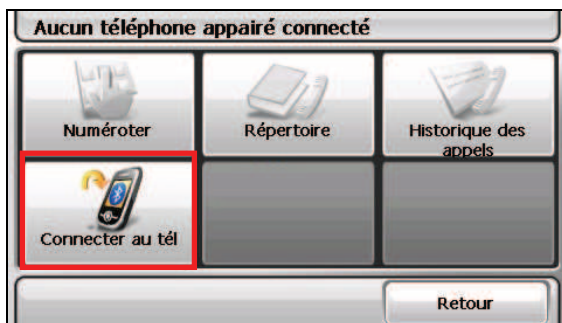 Aucun téléphone appairé connecté
Numéroter
Répertoire
Historique des
appels
Connecter au tél
Retour